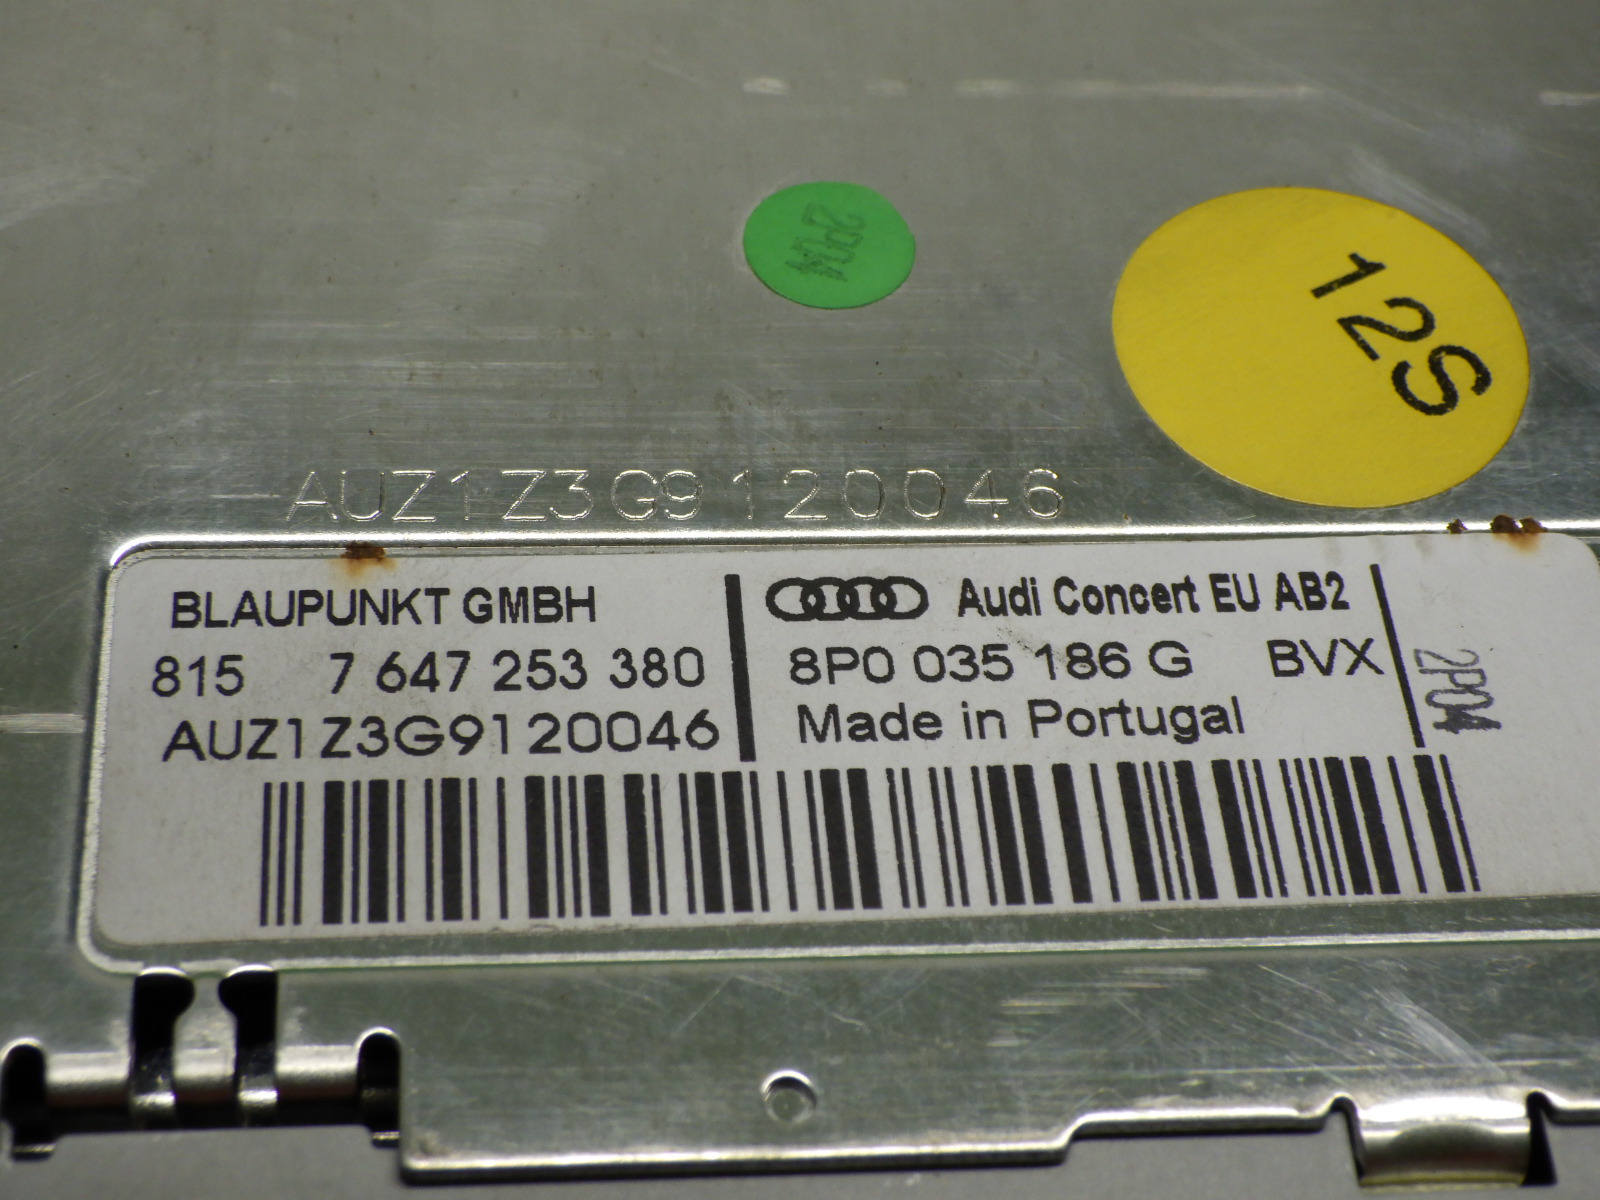 12S
AUZ1Z3G9120046
BLAUPUNKT GMBH
815 7 647 253 380
AUZ1Z3G9120046
Audi Concert EU AB2
8P0 035 186 G BVX
Made in Portugal
2P04